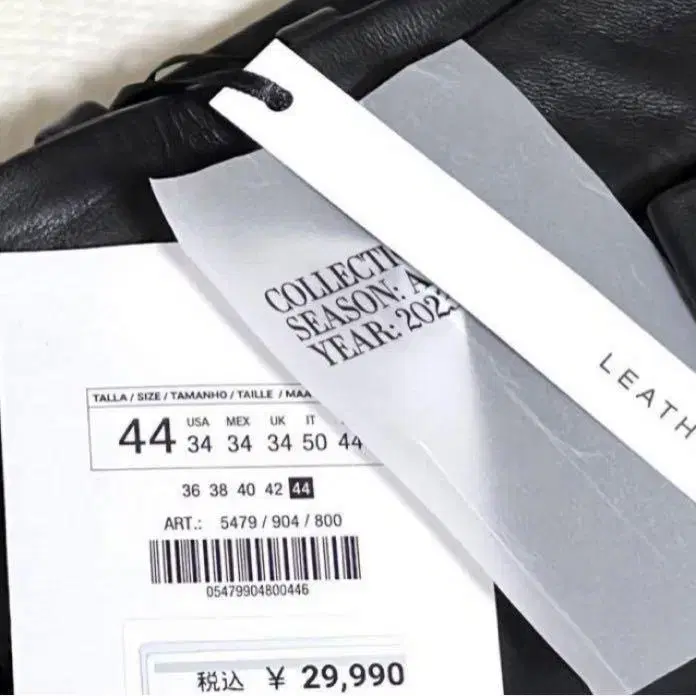 COLLECTI
SEASON: A
YEAR: 202
LEATH
TALLA / SIZE / TAMANHO / TAILLE / MAA
44
USA MEX UK IT
34 34 34 50 44
36 38 40 42 44
ART.: 5479 / 904 / 800
05479904800446
税込 ¥ 29,990